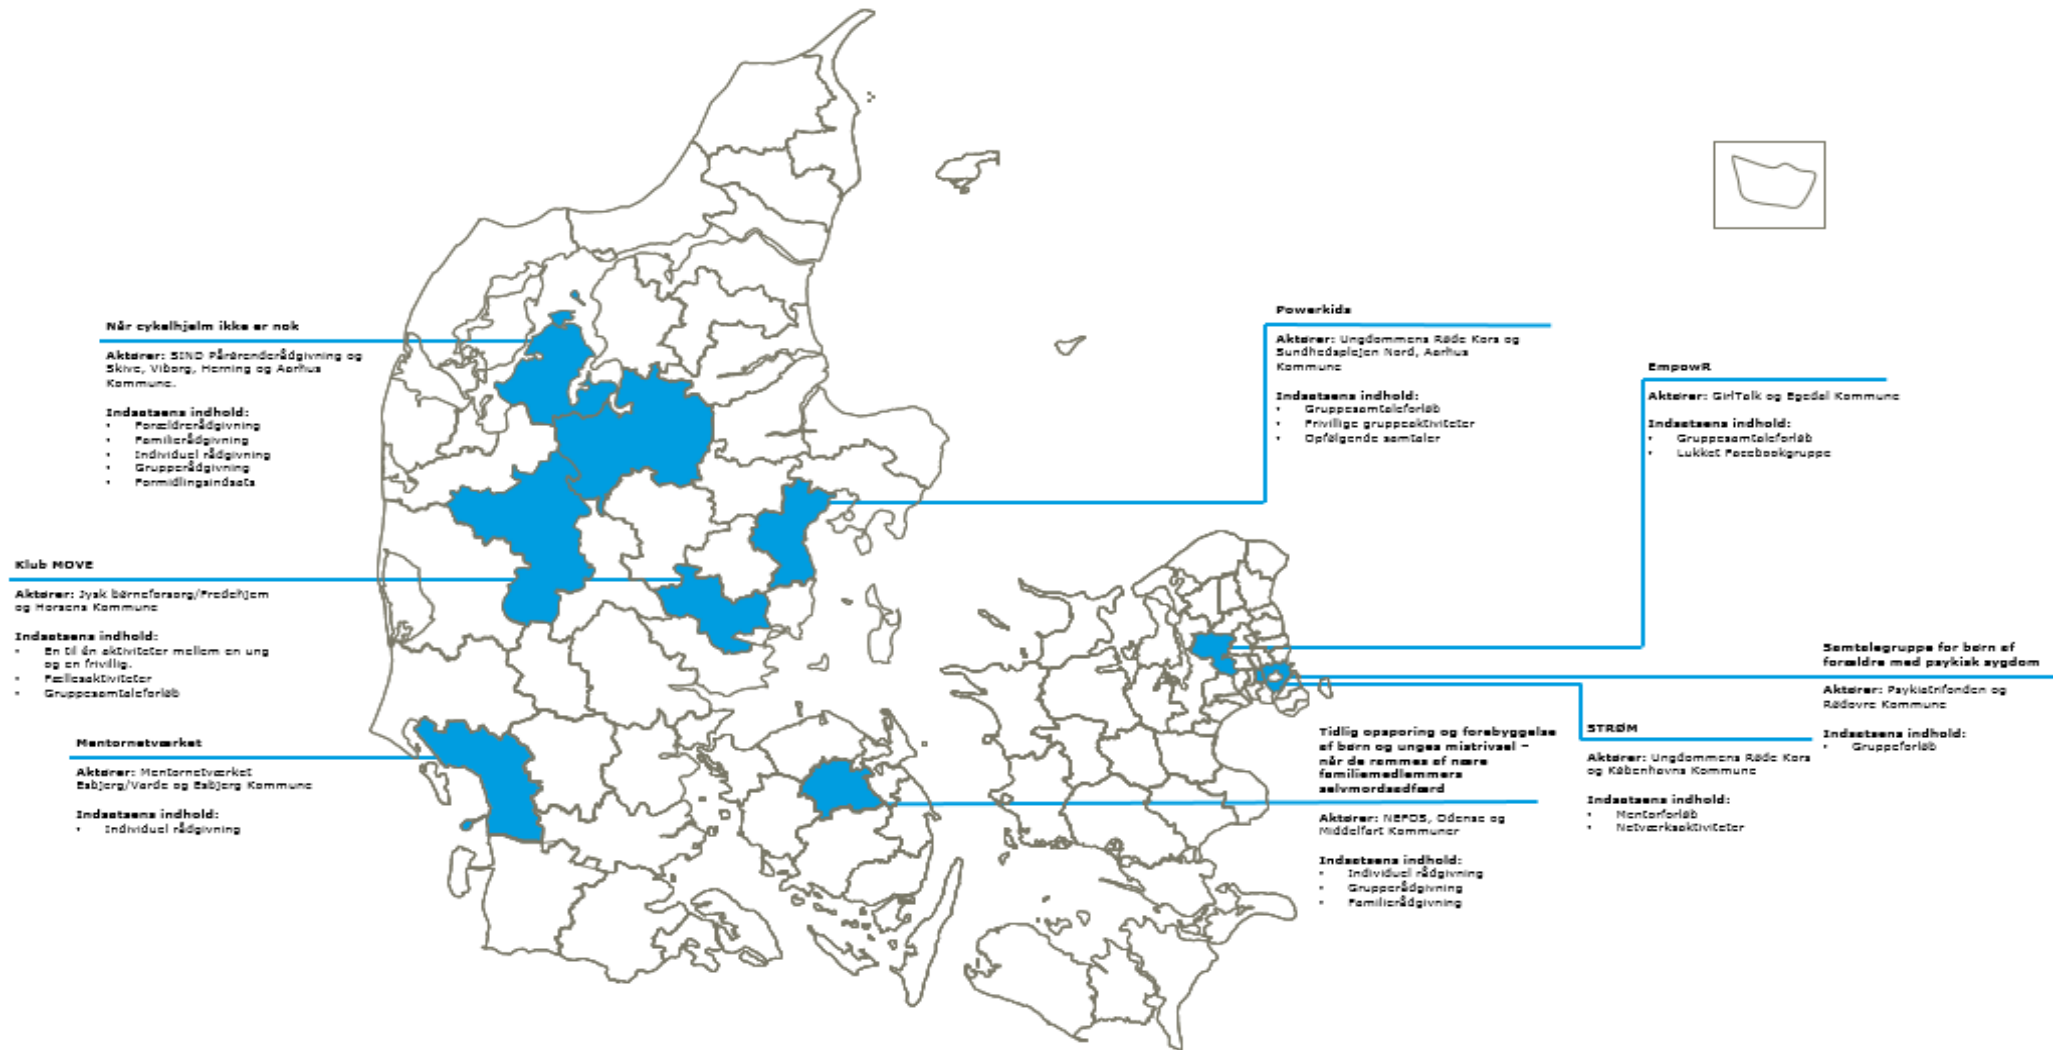 Når cykelhjelm ikke er nok
Aktører: SIND Pårørenderådgivning og
Skive, Viborg, Herning og Aarhus
Kommune.
Indsatsens indhold:
• Forældrerådgivning
• Familierådgivning
• Individuel rådgivning
• Grupperådgivning
• Formidlingsindsats
Klub MOVE
Aktører: Jysk børneforsorg/Fredehjem
og Horsens Kommune
Indsatsens indhold:
• En til én aktiviteter mellem en ung
og en frivillig.
• Fællesaktiviteter
• Gruppesamtaleforløb
Mentornetværket
Aktører: Mentornetværket
Esbjerg/Varde og Esbjerg Kommune
Indsatsens indhold:
• Individuel rådgivning
Powerkids
Aktører: Ungdommens Røde Kors og
Sundhedsplejen Nord, Aarhus
Kommune
Indsatsens indhold:
• Gruppesamtaleforløb
• Frivillige gruppeaktiviteter
• Opfølgende samtaler
EmpowR
Aktører: GirlTalk og Egedal Kommune
Indsatsens indhold:
• Gruppesamtaleforløb
• Lukket Facebookgruppe
Samtalegruppe for børn af
forældre med psykisk sygdom
Aktører: Psykiatrifonden og
Rødovre Kommune
Indsatsens indhold:
• Gruppeforløb
STRØM
Aktører: Ungdommens Røde Kors
og Københavns Kommune
Indsatsens indhold:
• Mentorforløb
• Netværksaktiviteter
Tidlig opsporing og forebyggelse
af børn og unges mistrivsel –
når de rammes af nære
familiemedlemmers
selvmordsadfærd
Aktører: NEFOS, Odense og
Middelfart Kommuner
Indsatsens indhold:
• Individuel rådgivning
• Grupperådgivning
• Familierådgivning